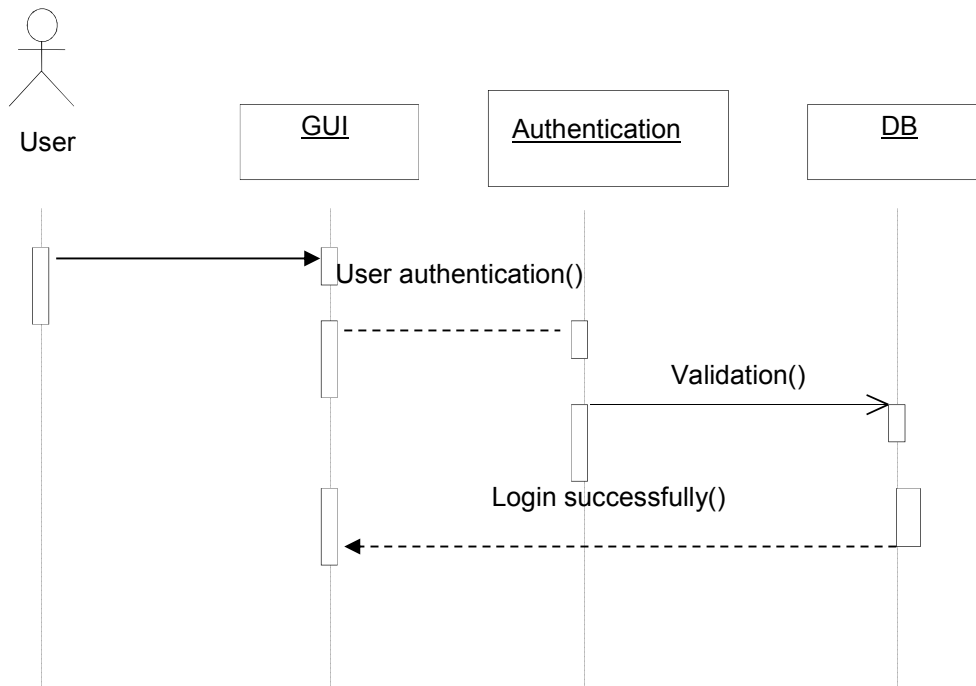 User
GUI
Authentication
DB
User authentication()
Validation()
Login successfully()